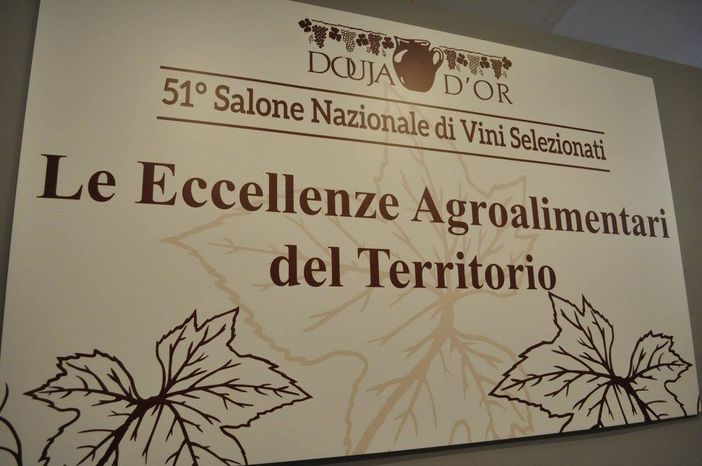 DOUJA D'OR
51° Salone Nazionale di Vini Selezionati
Le Eccellenze Agroalimentari
del Territorio